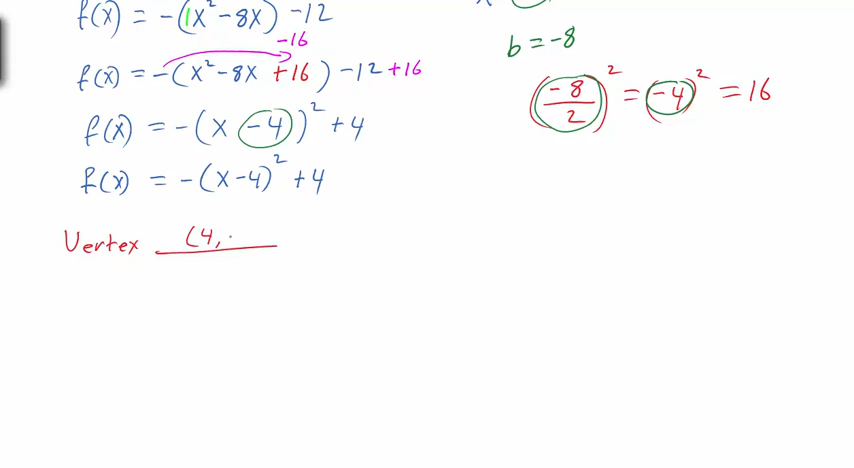 f(x) = -(1x² - 8x) - 12
-16
f(x) = -(x² - 8x + 16) - 12 + 16
f(x) = -(x - 4)² + 4
f(x) = -(x - 4)² + 4
Vertex (4,
b = -8
(-8/2)² = (-4)² = 16